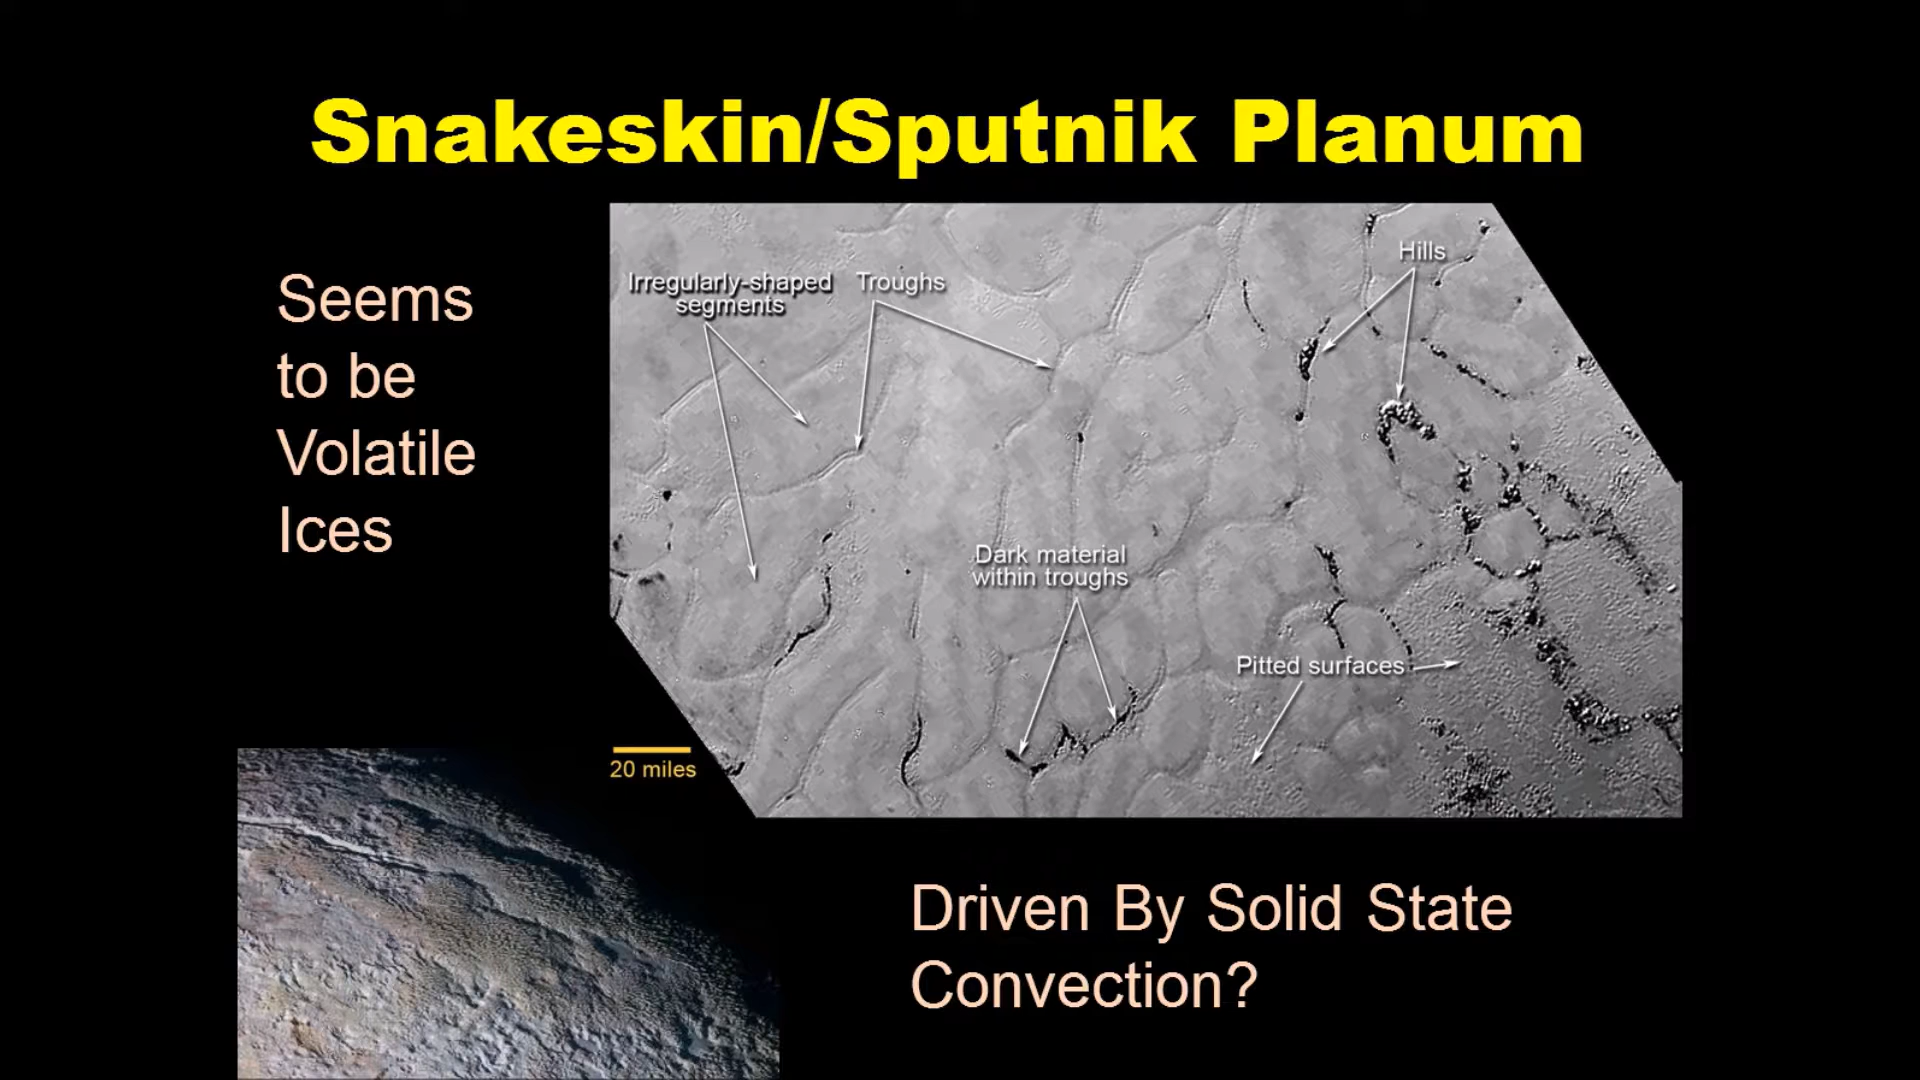 Snakeskin/Sputnik Planum
Seems
to be
Volatile
Ices
Irregularly-shaped
segments
Troughs
Hills
Dark material
within troughs
Pitted surfaces
20 miles
Driven By Solid State
Convection?